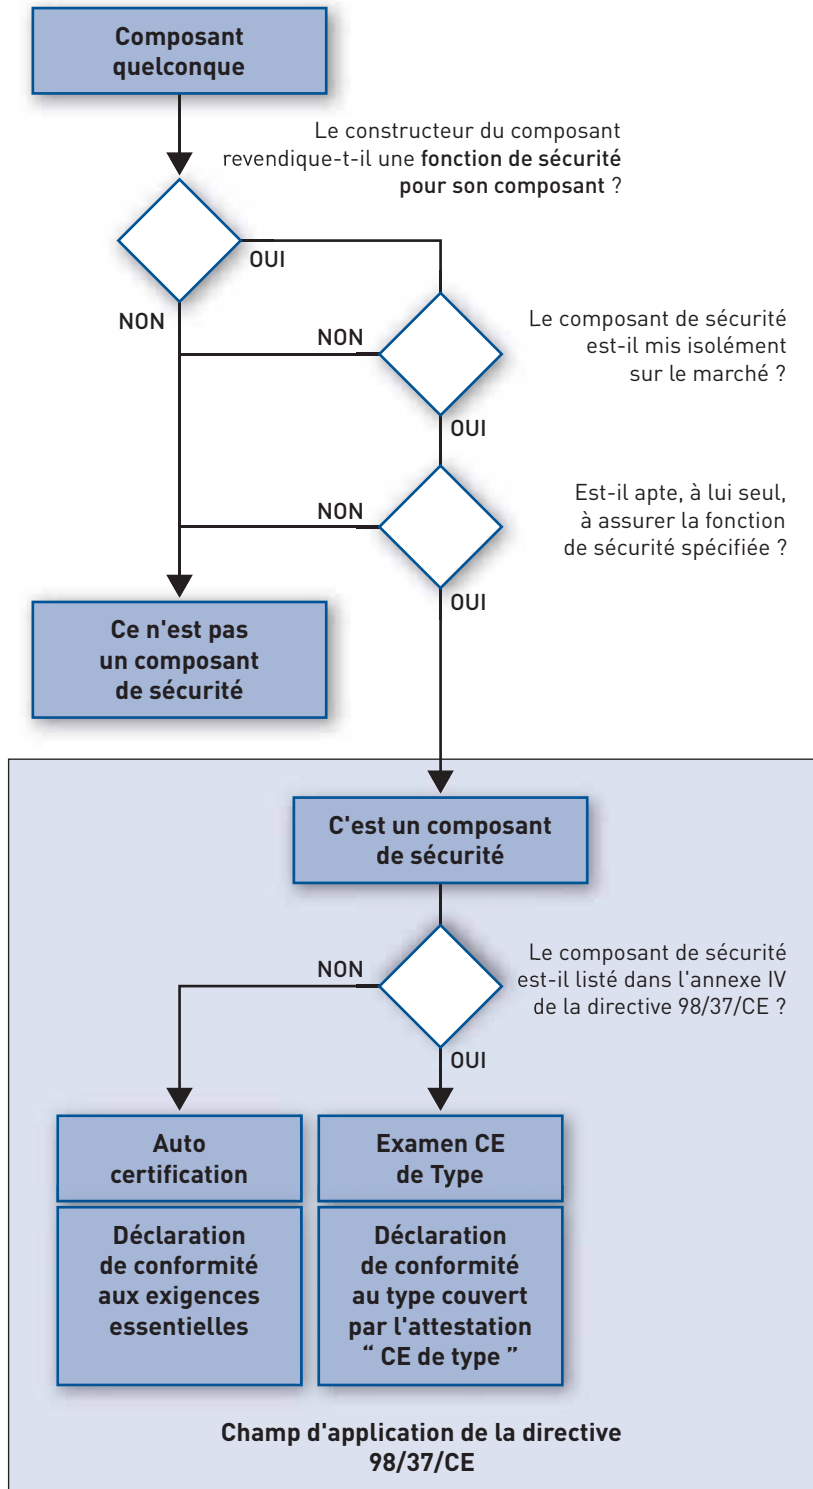 Composant
quelconque
Le constructeur du composant
revendique-t-il une fonction de sécurité
pour son composant ?
OUI
NON
NON
Le composant de sécurité
est-il mis isolément
sur le marché ?
OUI
NON
Est-il apte, à lui seul,
à assurer la fonction
de sécurité spécifiée ?
OUI
Ce n'est pas
un composant
de sécurité
C'est un composant
de sécurité
NON
Le composant de sécurité
est-il listé dans l'annexe IV
de la directive 98/37/CE ?
OUI
Auto
certification
Déclaration
de conformité
aux exigences
essentielles
Examen CE
de Type
Déclaration
de conformité
au type couvert
par l'attestation
“ CE de type ”
Champ d'application de la directive
98/37/CE